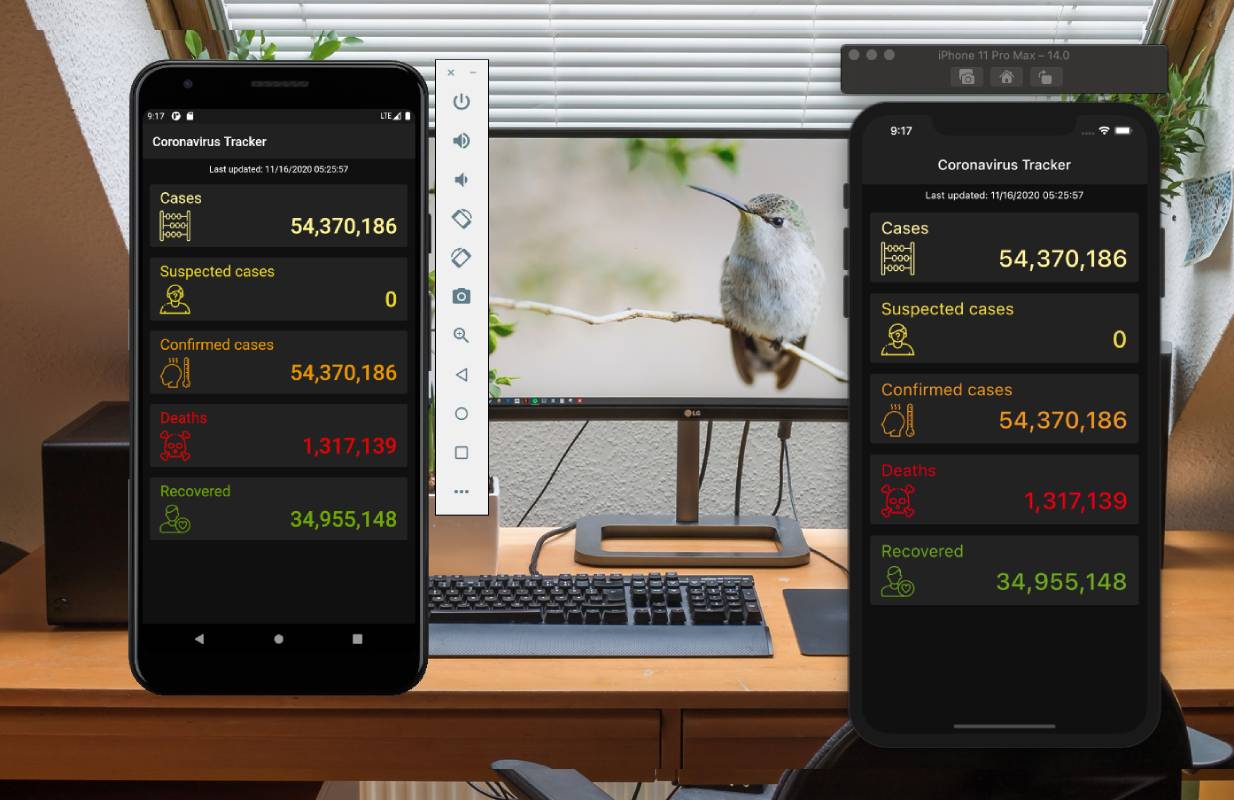 9:17
LTE
Coronavirus Tracker
Last updated: 11/16/2020 05:25:57
Cases
54,370,186
Suspected cases
0
Confirmed cases
54,370,186
Deaths
1,317,139
Recovered
34,955,148
LG
iPhone 11 Pro Max – 14.0
9:17
Coronavirus Tracker
Last updated: 11/16/2020 05:25:57
Cases
54,370,186
Suspected cases
0
Confirmed cases
54,370,186
Deaths
1,317,139
Recovered
34,955,148